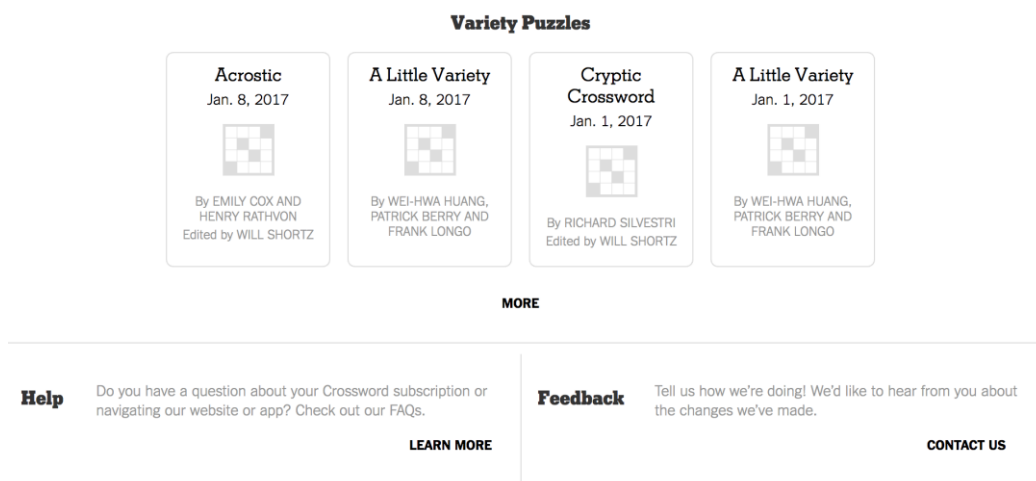 Variety Puzzles
Acrostic
Jan. 8, 2017
By EMILY COX AND
HENRY RATHVON
Edited by WILL SHORTZ
A Little Variety
Jan. 8, 2017
By WEI-HWA HUANG,
PATRICK BERRY AND
FRANK LONGO
Cryptic
Crossword
Jan. 1, 2017
By RICHARD SILVESTRI
Edited by WILL SHORTZ
A Little Variety
Jan. 1, 2017
By WEI-HWA HUANG,
PATRICK BERRY AND
FRANK LONGO
MORE
Help
Do you have a question about your Crossword subscription or
navigating our website or app? Check out our FAQs.
LEARN MORE
Feedback
Tell us how we're doing! We'd like to hear from you about
the changes we've made.
CONTACT US